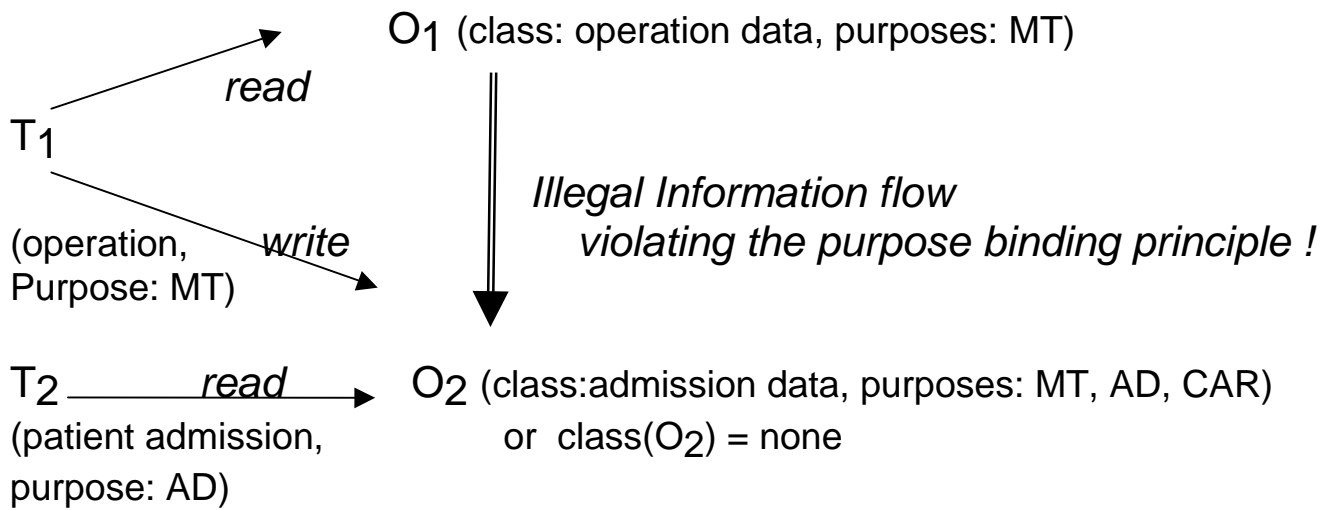 O1 (class: operation data, purposes: MT)
read
T1
Illegal Information flow
(operation, write violating the purpose binding principle !
Purpose: MT)
T2 read O2 (class:admission data, purposes: MT, AD, CAR)
(patient admission, or class(O2) = none
purpose: AD)